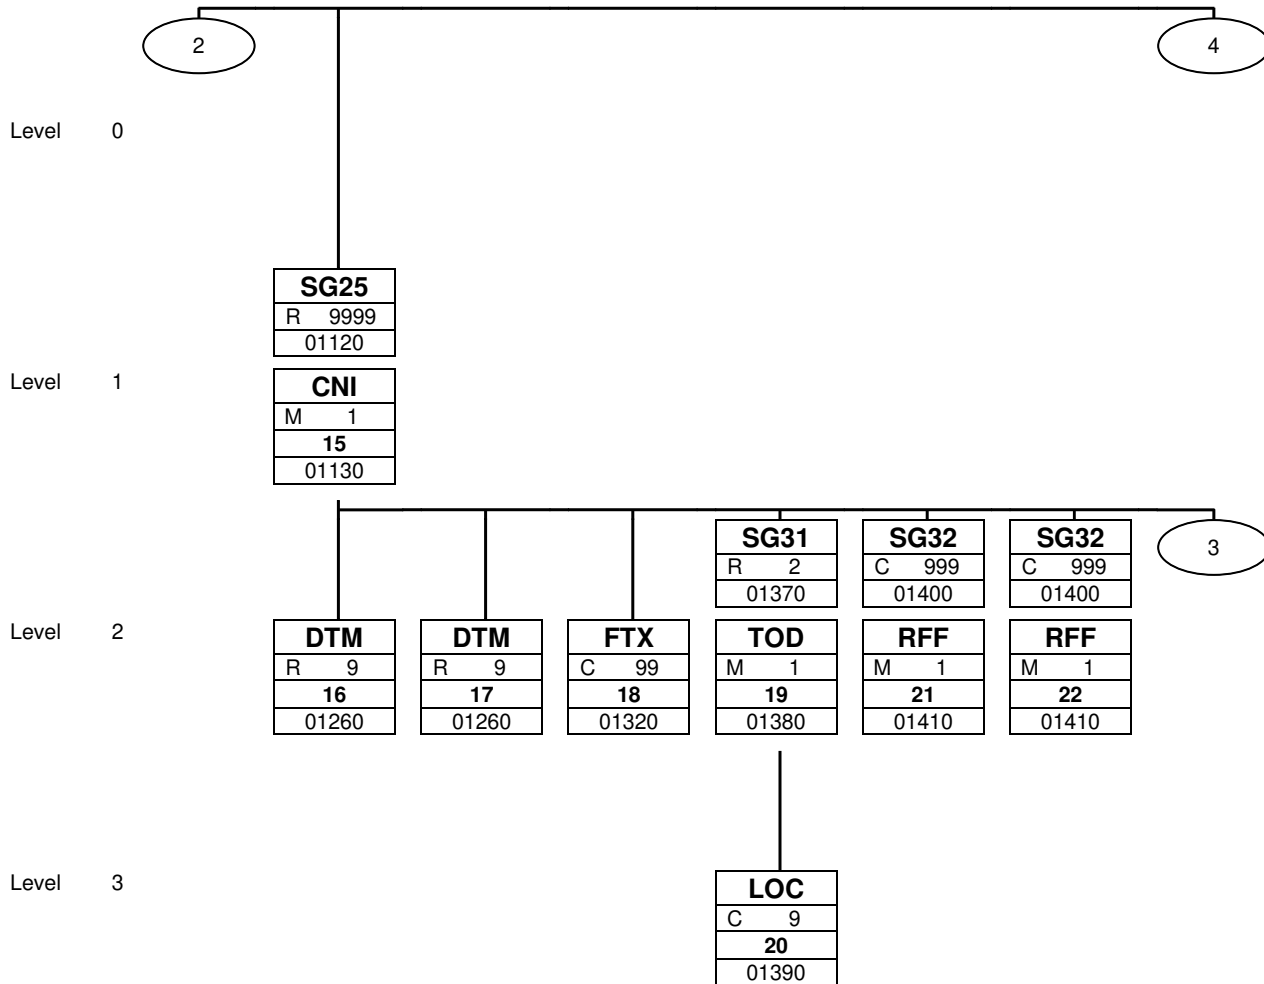 2
4
Level 0
SG25
R 9999
01120
Level 1
CNI
M 1
15
01130
SG31
R 2
01370
SG32
C 999
01400
SG32
C 999
01400
3
Level 2
DTM
R 9
16
01260
DTM
R 9
17
01260
FTX
C 99
18
01320
TOD
M 1
19
01380
RFF
M 1
21
01410
RFF
M 1
22
01410
Level 3
LOC
C 9
20
01390